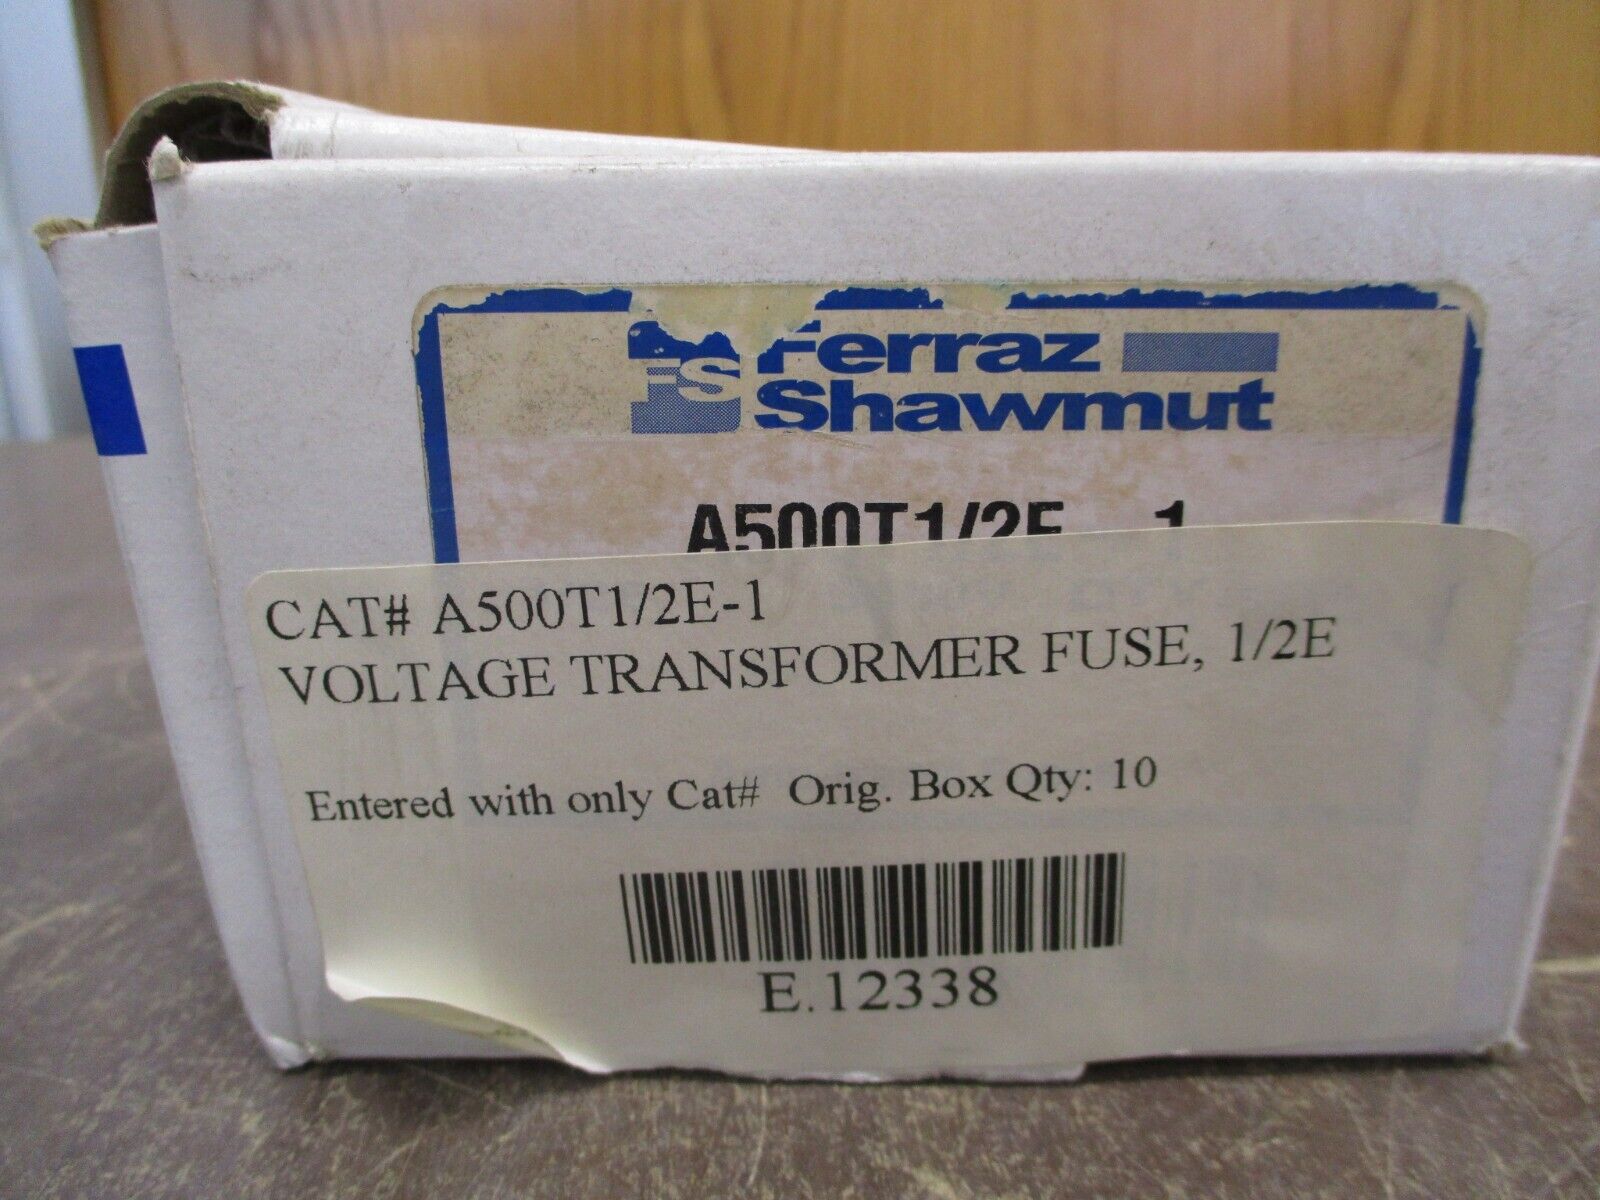 FS Ferraz
Shawmut
A500T1/2E-1
CAT# A500T1/2E-1
VOLTAGE TRANSFORMER FUSE, 1/2E
Entered with only Cat# Orig. Box Qty: 10
E.12338